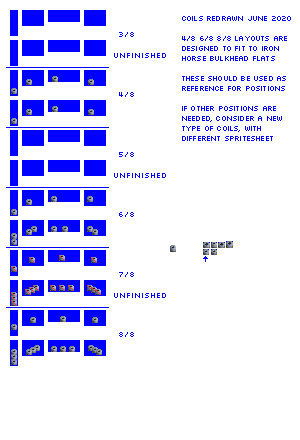 COILS REDRAWN JUNE 2020
3/8
4/8 6/8 8/8 LAYOUTS ARE
DESIGNED TO FIT TO IRON
HORSE BULKHEAD FLATS
UNFINISHED
THESE SHOULD BE USED AS
REFERENCE FOR POSITIONS
4/8
IF OTHER POSITIONS ARE
NEEDED, CONSIDER A NEW
TYPE OF COILS, WITH
DIFFERENT SPRITESHEET
5/8
UNFINISHED
6/8
7/8
UNFINISHED
8/8